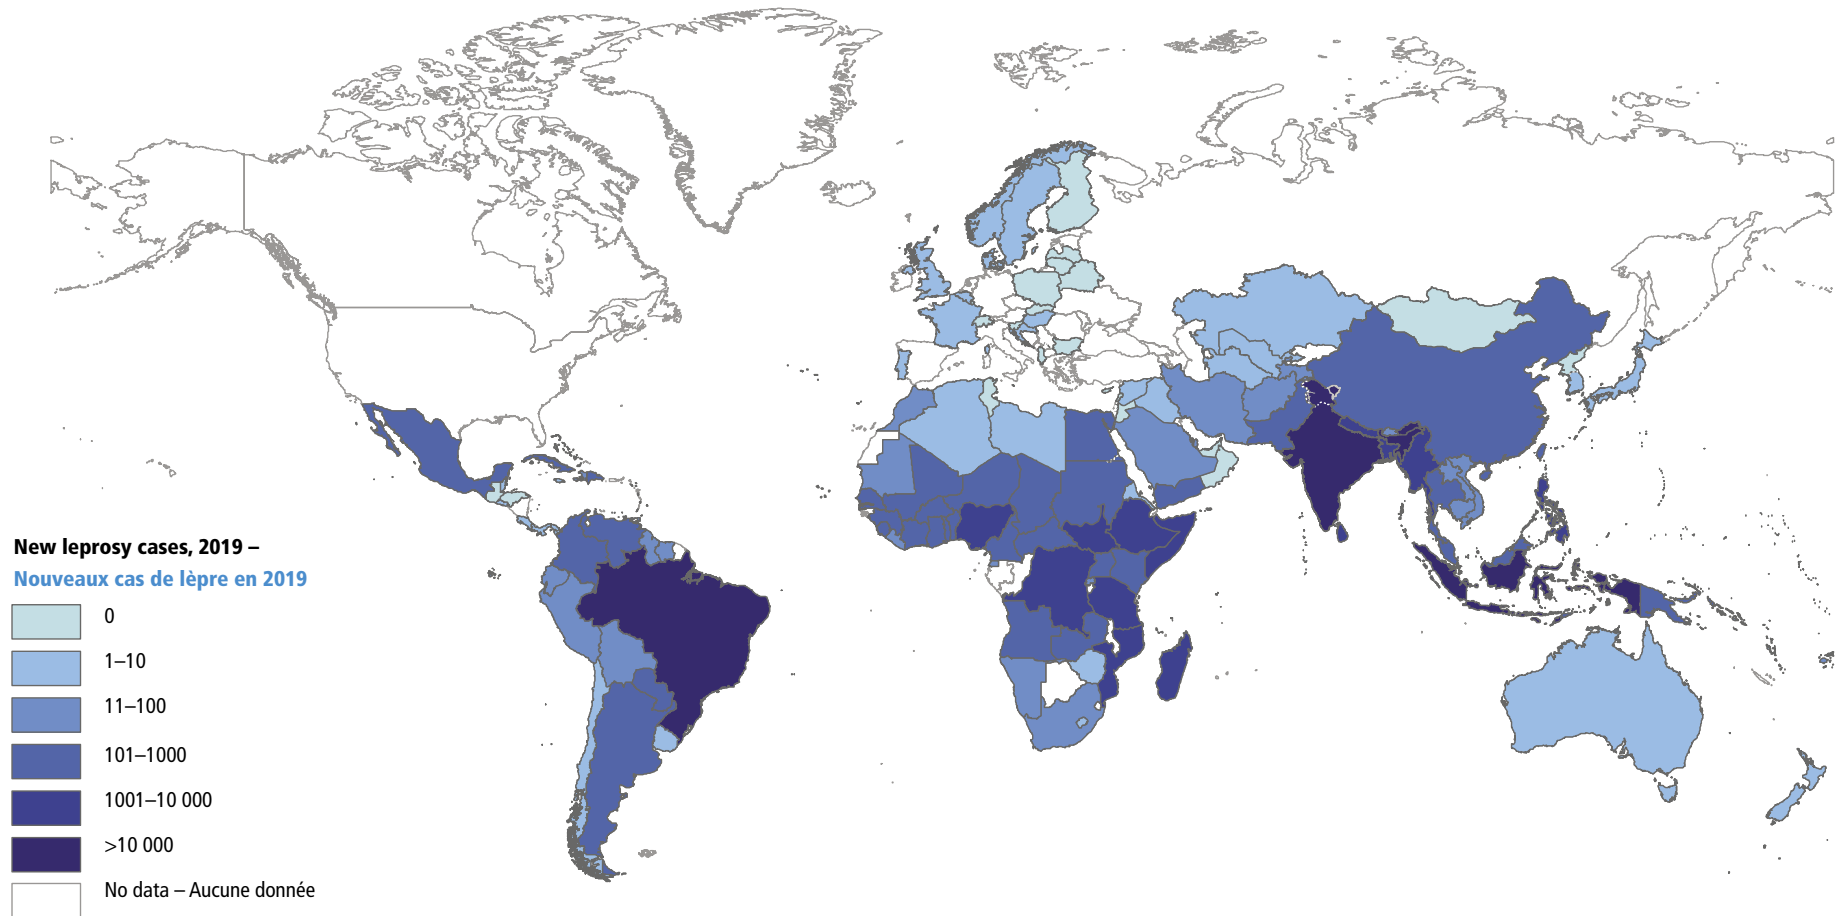 New leprosy cases, 2019 –
Nouveaux cas de lèpre en 2019
0
1–10
11–100
101–1000
1001–10 000
>10 000
No data – Aucune donnée